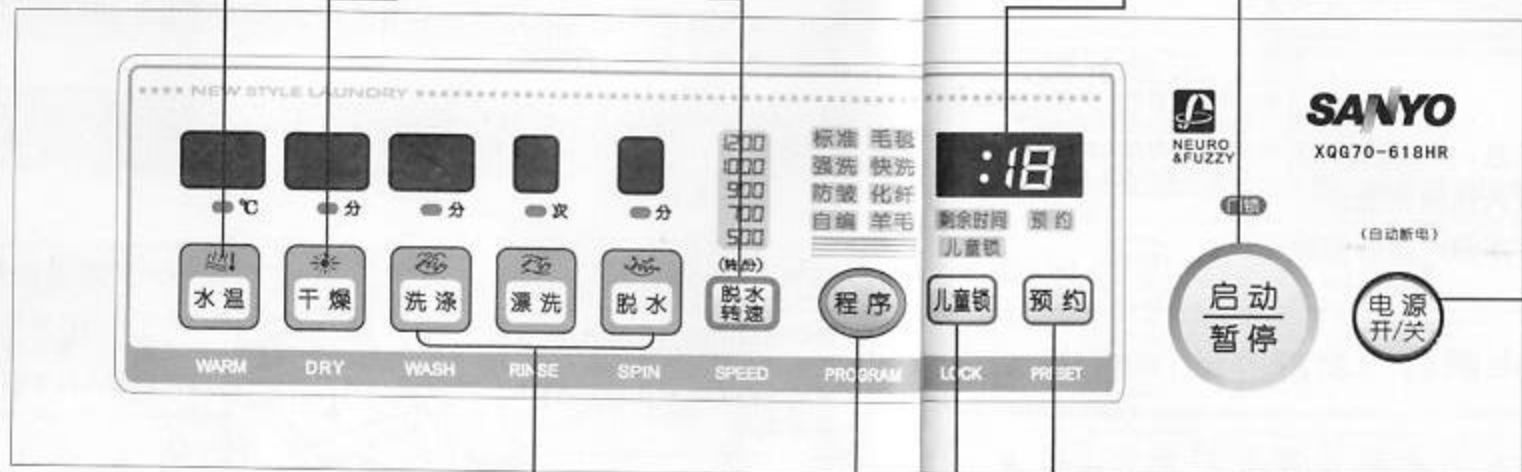 NEW STYLE LAUNDRY
℃ 分 分 次 分
1200
1000
900
700
500
(转/分)
标准 毛毯
强洗 快洗
防皱 化纤
自编 羊毛
:18
剩余时间 预约
儿童锁
水温 干燥 洗涤 漂洗 脱水
脱水
转速
程序 儿童锁 预约
WARM DRY WASH RINSE SPIN SPEED PROGRAM LOCK PRESET
NEURO
&FUZZY
SANYO
XQG70-618HR
门锁
启动
暂停
(自动断电)
电源
开/关